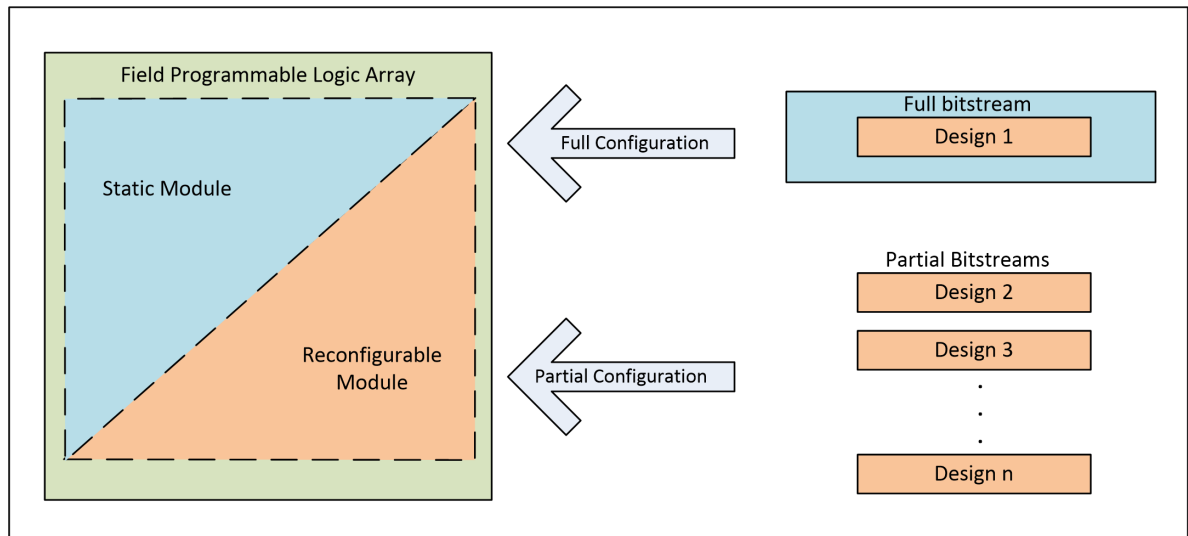 Field Programmable Logic Array
Static Module
Reconfigurable
Module
Full Configuration
Partial Configuration
Full bitstream
Design 1
Partial Bitstreams
Design 2
Design 3
.
.
.
Design n